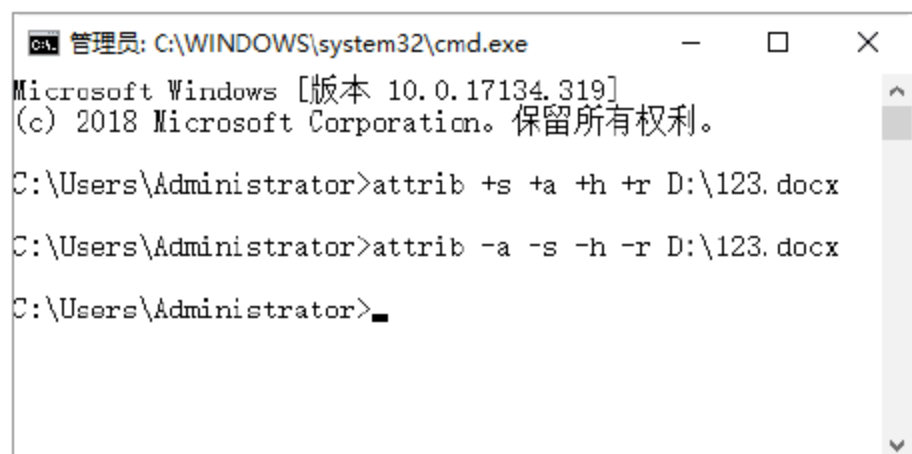 管理员: C:\WINDOWS\system32\cmd.exe
Microsoft Windows [版本 10.0.17134.319]
(c) 2018 Microsoft Corporation。保留所有权利。
C:\Users\Administrator>attrib +s +a +h +r D:\123.docx
C:\Users\Administrator>attrib -a -s -h -r D:\123.docx
C:\Users\Administrator>